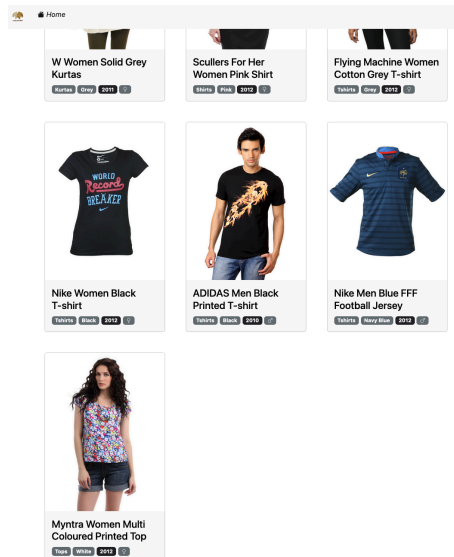 Home
W Women Solid Grey
Kurtas
Kurtas Grey 2011 ♀
Scullers For Her
Women Pink Shirt
Shirts Pink 2012 ♀
Flying Machine Women
Cotton Grey T-shirt
Tshirts Grey 2012 ♀
WORLD
Record
BREAKER
Nike Women Black
T-shirt
Tshirts Black 2012 ♀
ADIDAS Men Black
Printed T-shirt
Tshirts Black 2010 ♂
Nike Men Blue FFF
Football Jersey
Tshirts Navy Blue 2012 ♂
Myntra Women Multi
Coloured Printed Top
Tops White 2012 ♀